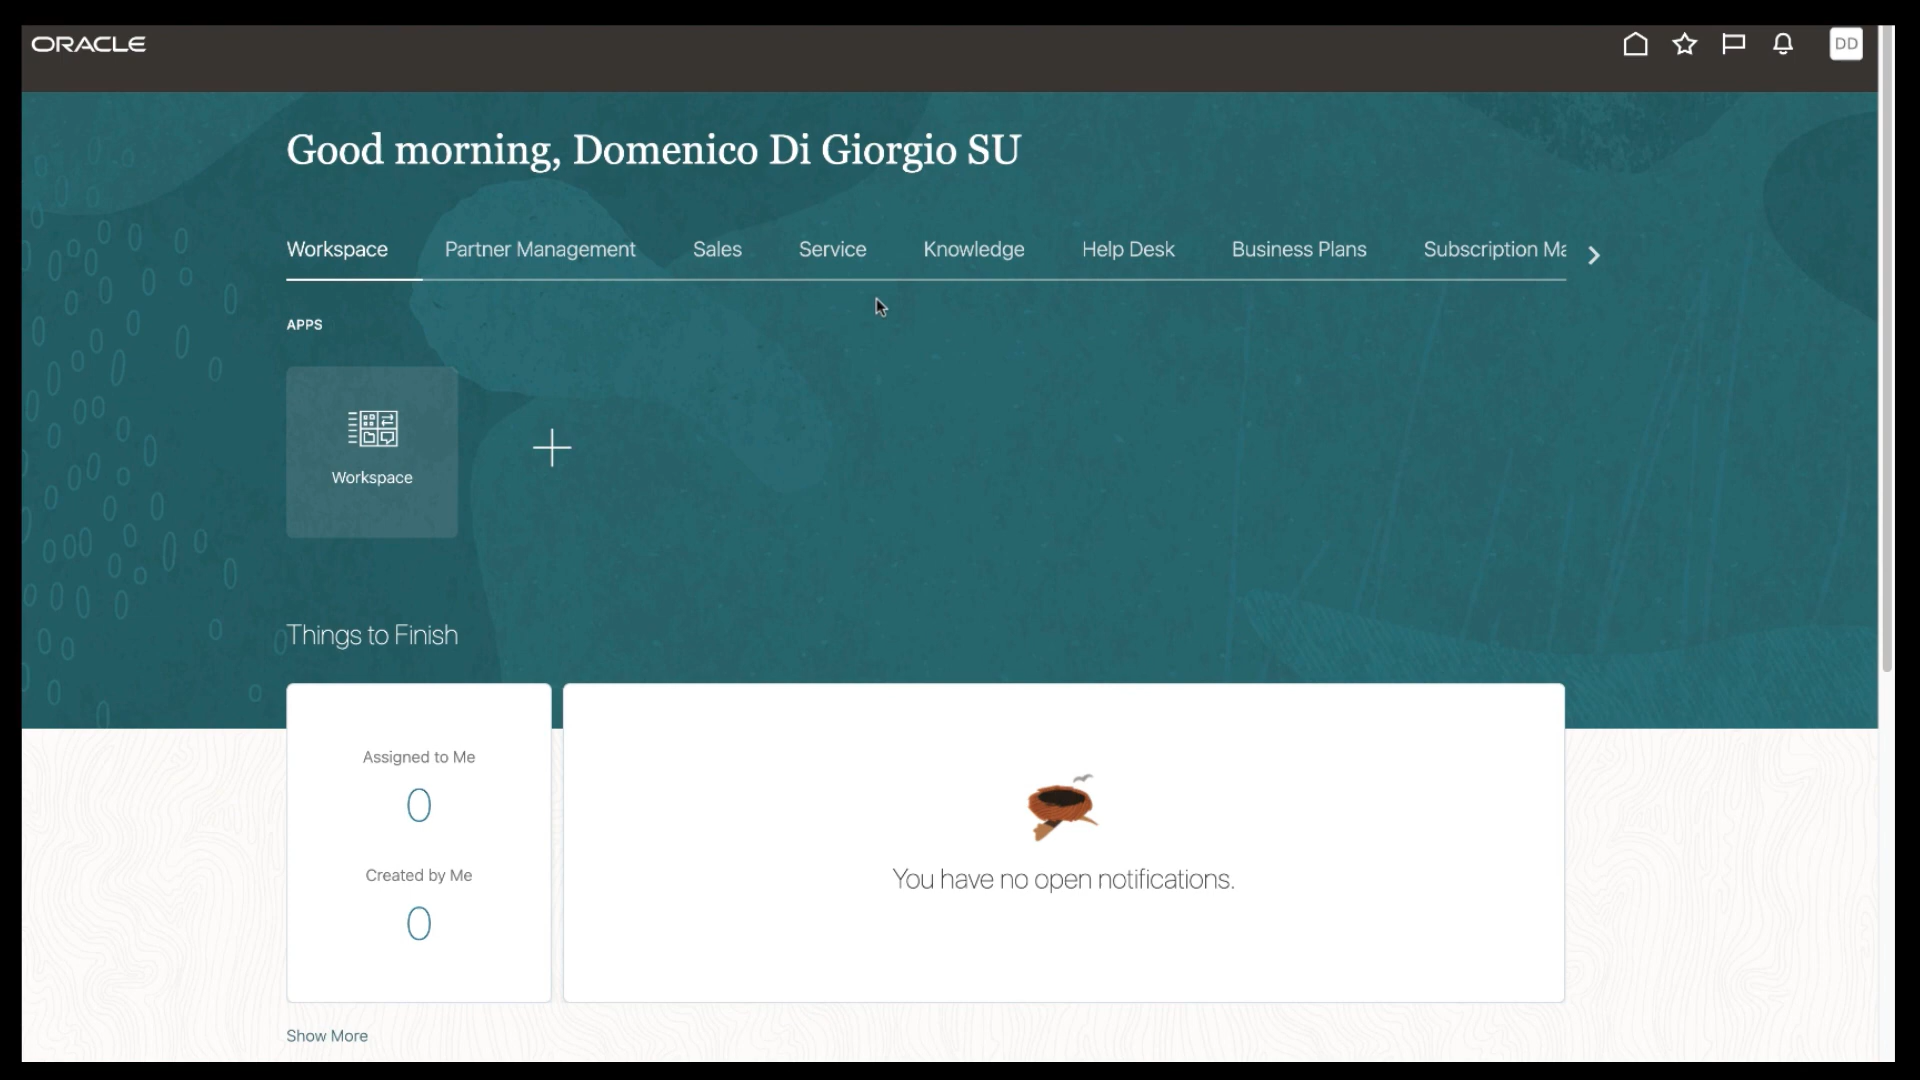 ORACLE
DD
Good morning, Domenico Di Giorgio SU
Workspace Partner Management Sales Service Knowledge Help Desk Business Plans Subscription Ma
APPS
Workspace
Things to Finish
Assigned to Me
0
Created by Me
0
You have no open notifications.
Show More